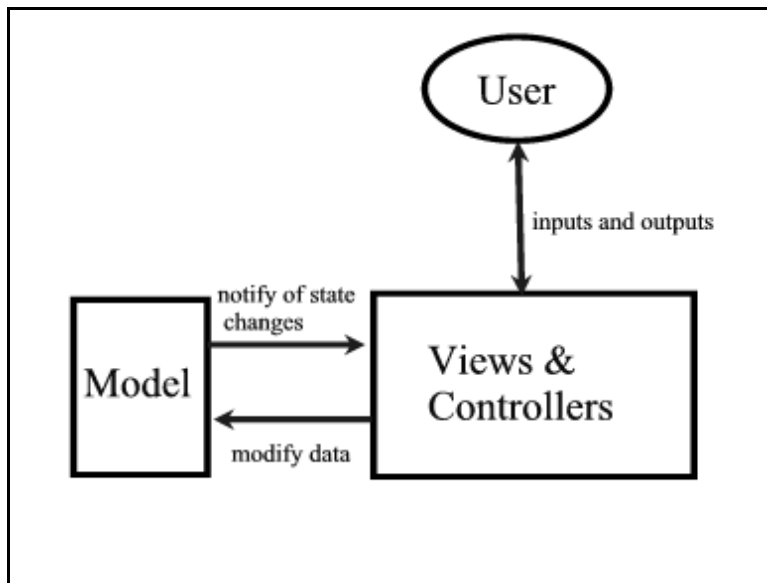 User
inputs and outputs
notify of state
changes
Model
Views &
Controllers
modify data